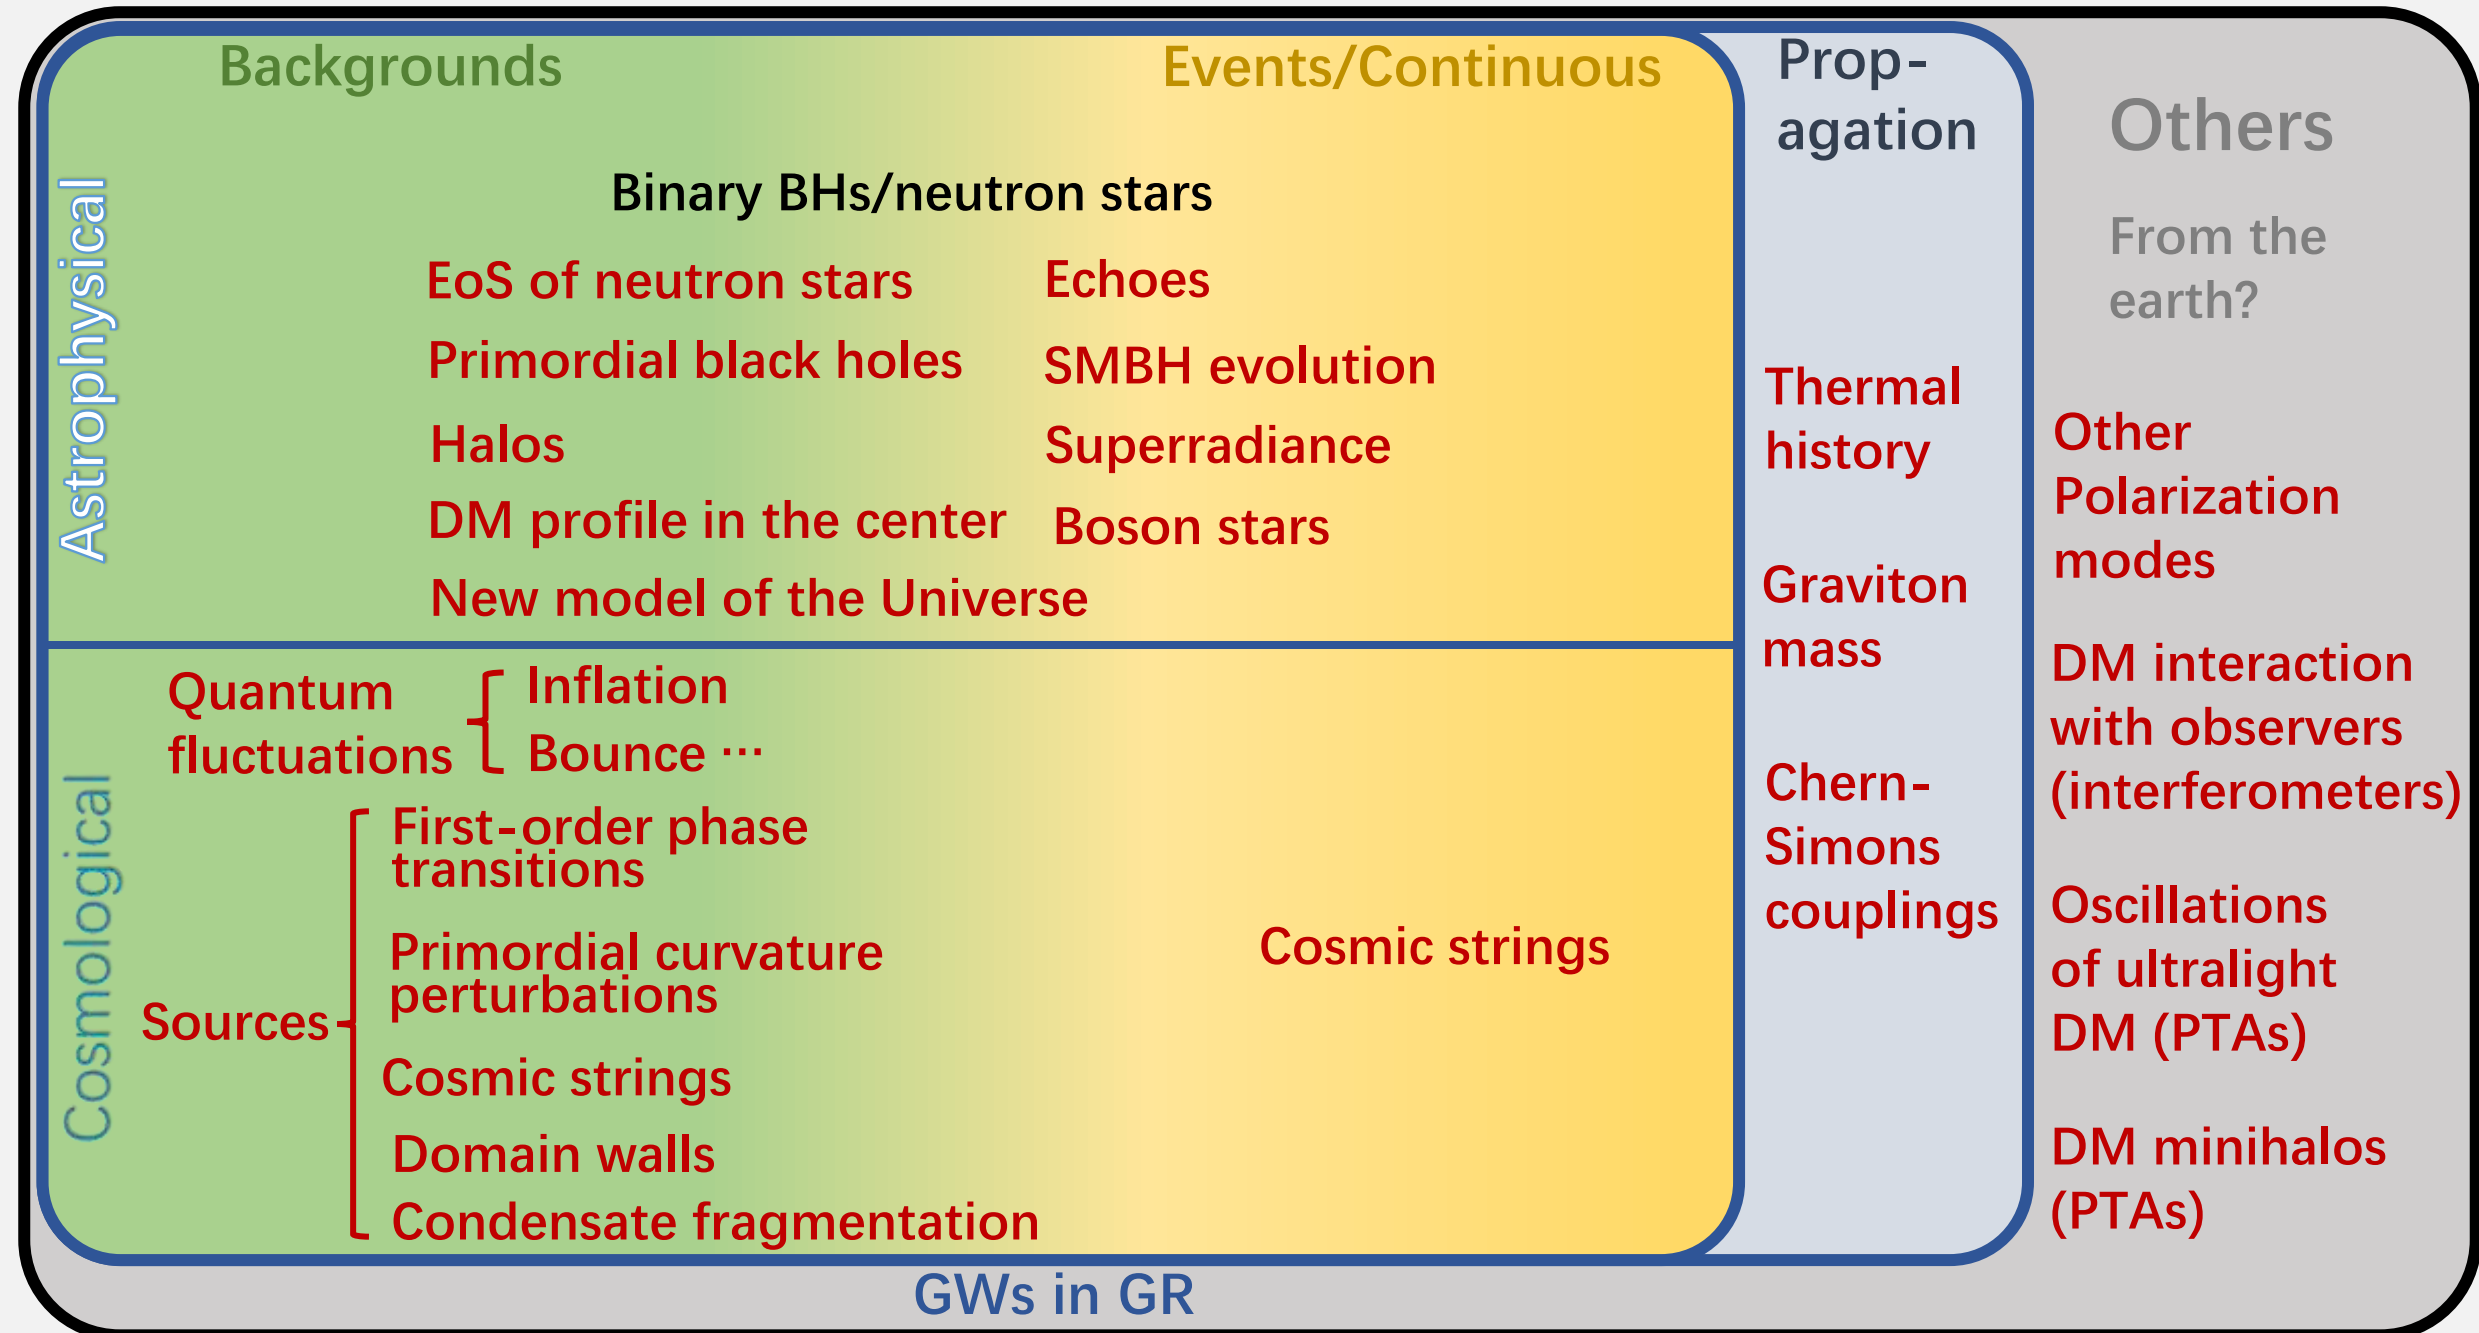 Backgrounds
Events/Continuous
Prop-
agation
Others
From the
earth?
Astrophysical
Binary BHs/neutron stars
EoS of neutron stars
Echoes
Primordial black holes
SMBH evolution
Halos
Superradiance
DM profile in the center
Boson stars
New model of the Universe
Cosmological
Quantum
fluctuations
Inflation
Bounce ···
Sources
First-order phase
transitions
Primordial curvature
perturbations
Cosmic strings
Domain walls
Condensate fragmentation
Cosmic strings
Thermal
history
Graviton
mass
Chern-
Simons
couplings
Other
Polarization
modes
DM interaction
with observers
(interferometers)
Oscillations
of ultralight
DM (PTAs)
DM minihalos
(PTAs)
GWs in GR